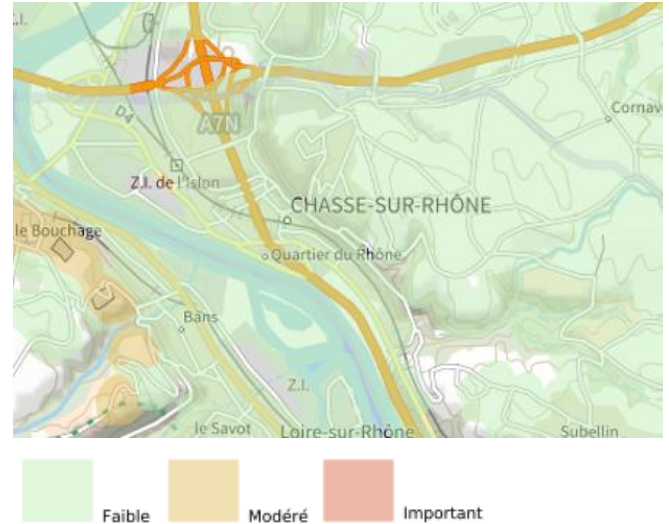 Z.I.
Cornav
D4
A7N
Z.I. de l'Islon
CHASSE-SUR-RHÔNE
le Bouchage
Quartier du Rhône
Bans
Z.I.
le Savot
Loire-sur-Rhône
Subellin
Faible
Modéré
Important